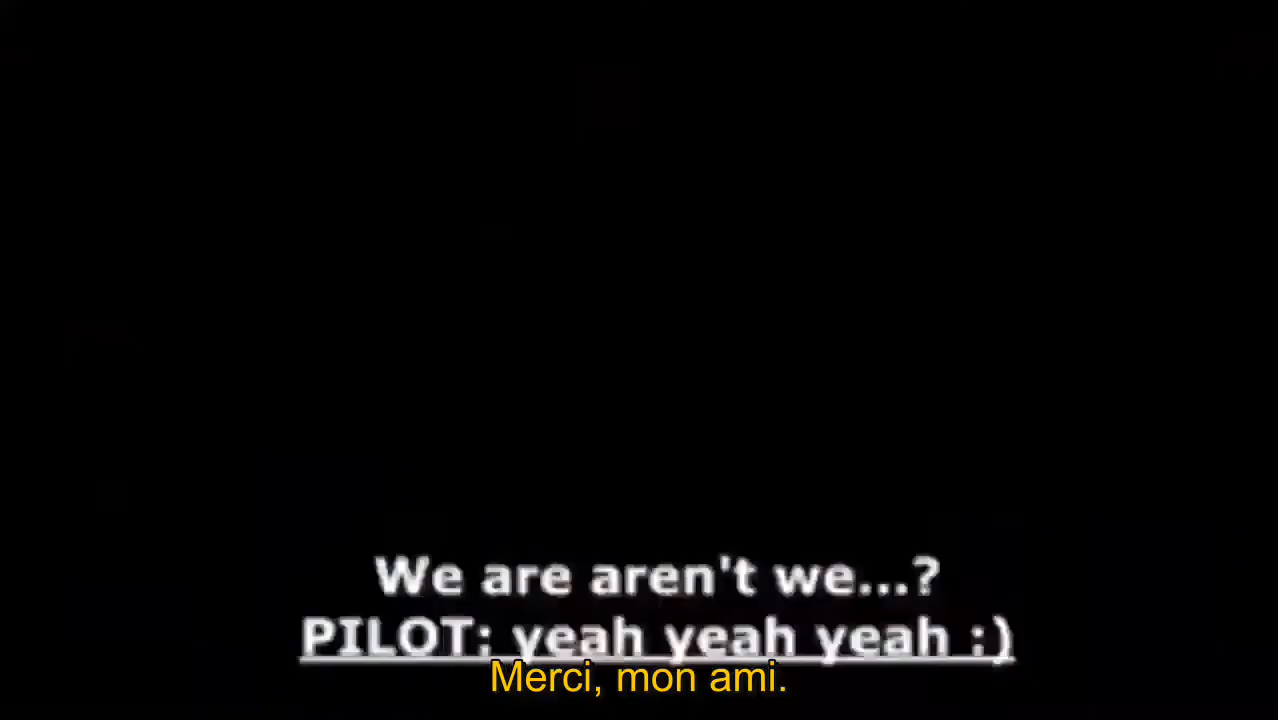 We are aren't we...?
PILOT: yeah yeah yeah :)
Merci, mon ami.